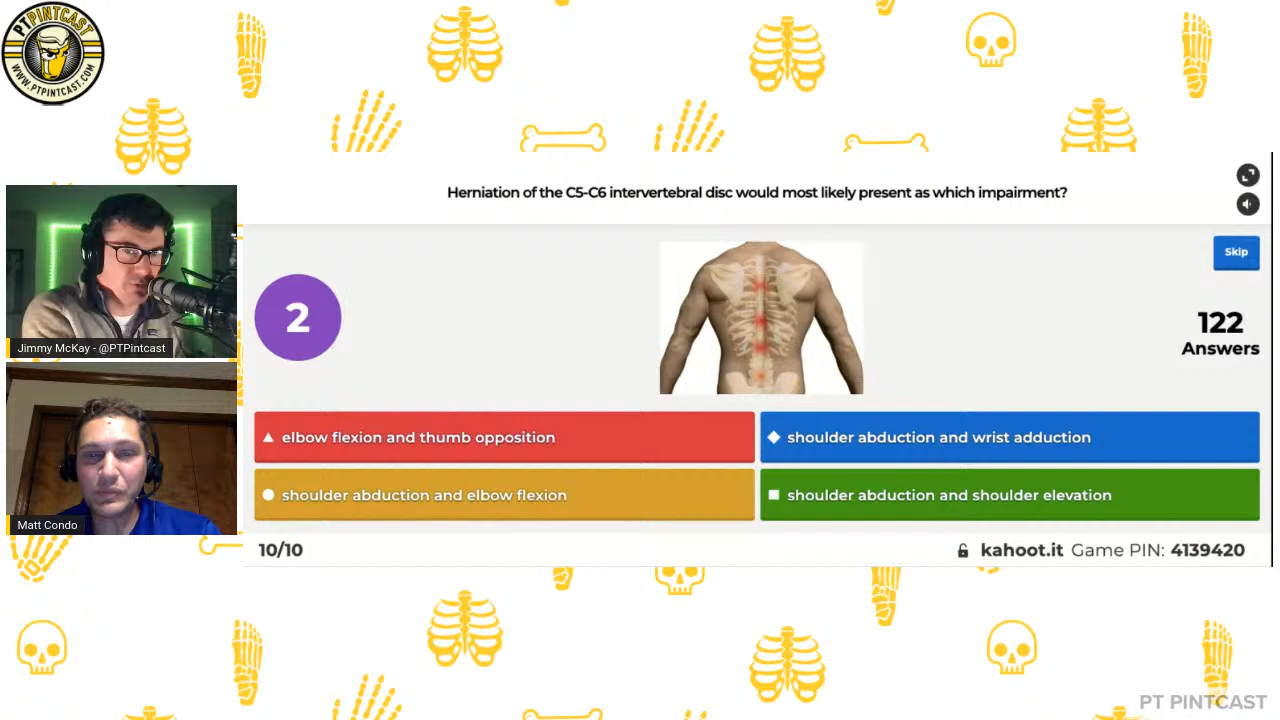 PTPINTCAST
WWW.PTPINTCAST.COM
Herniation of the C5-C6 intervertebral disc would most likely present as which impairment?
Skip
2
122
Answers
Jimmy McKay - @PTPintcast
elbow flexion and thumb opposition
shoulder abduction and wrist adduction
shoulder abduction and elbow flexion
shoulder abduction and shoulder elevation
Matt Condo
10/10
kahoot.it Game PIN: 4139420
PT PINTCAST